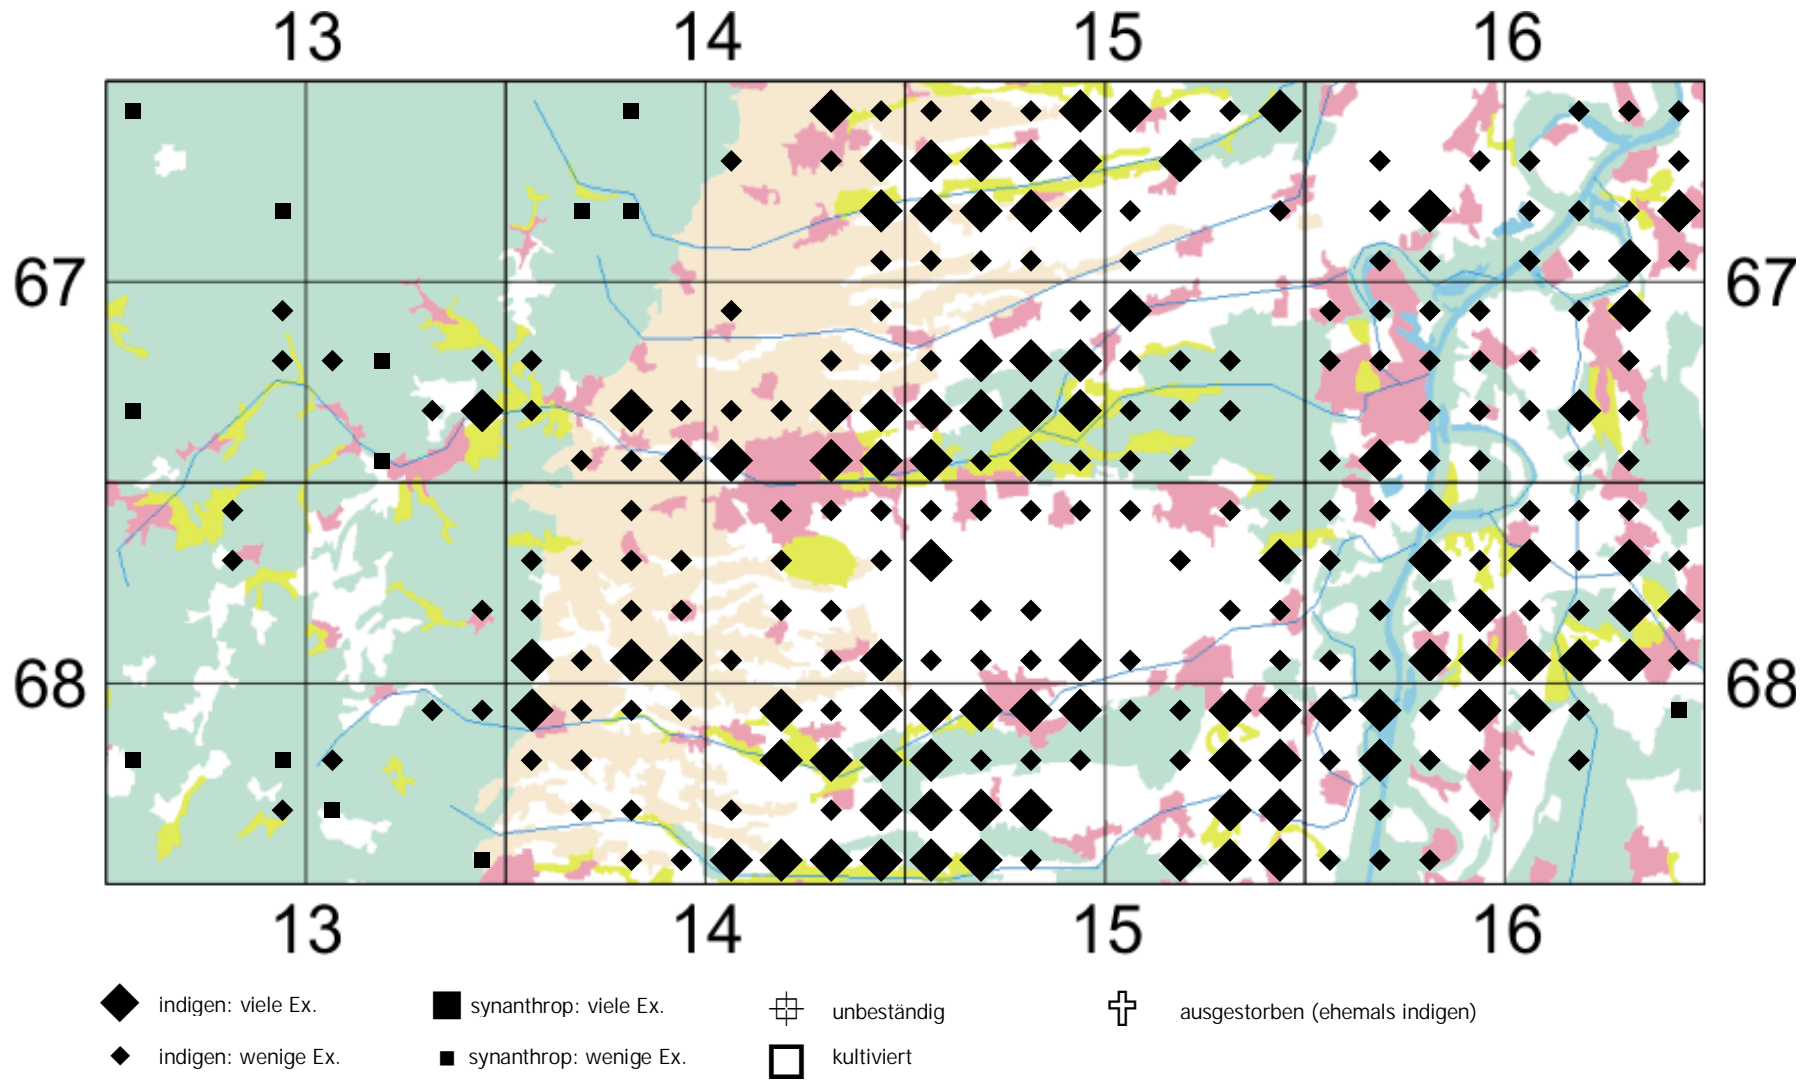 13 14 15 16
67 67
68 68
13 14 15 16
indigen: viele Ex. synanthrop: viele Ex. unbeständig ausgestorben (ehemals indigen)
indigen: wenige Ex. synanthrop: wenige Ex. kultiviert